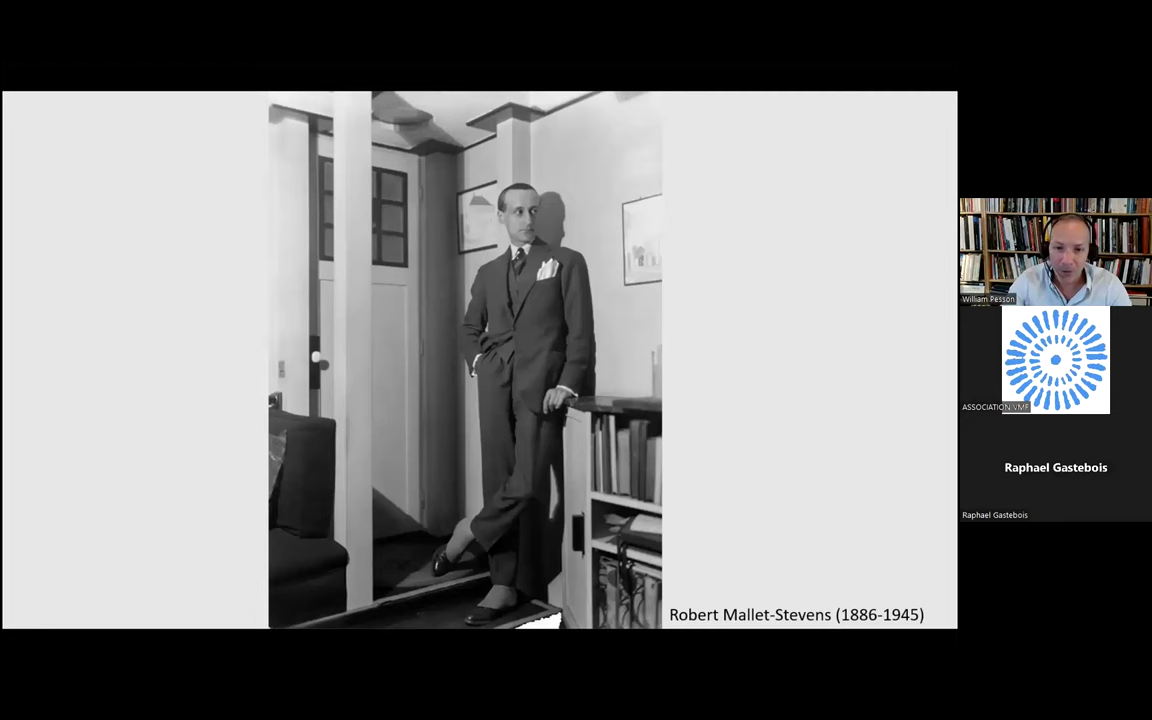 Robert Mallet-Stevens (1886-1945)
William Pesson
ASSOCIATION VMF
Raphael Gastebois
Raphael Gastebois